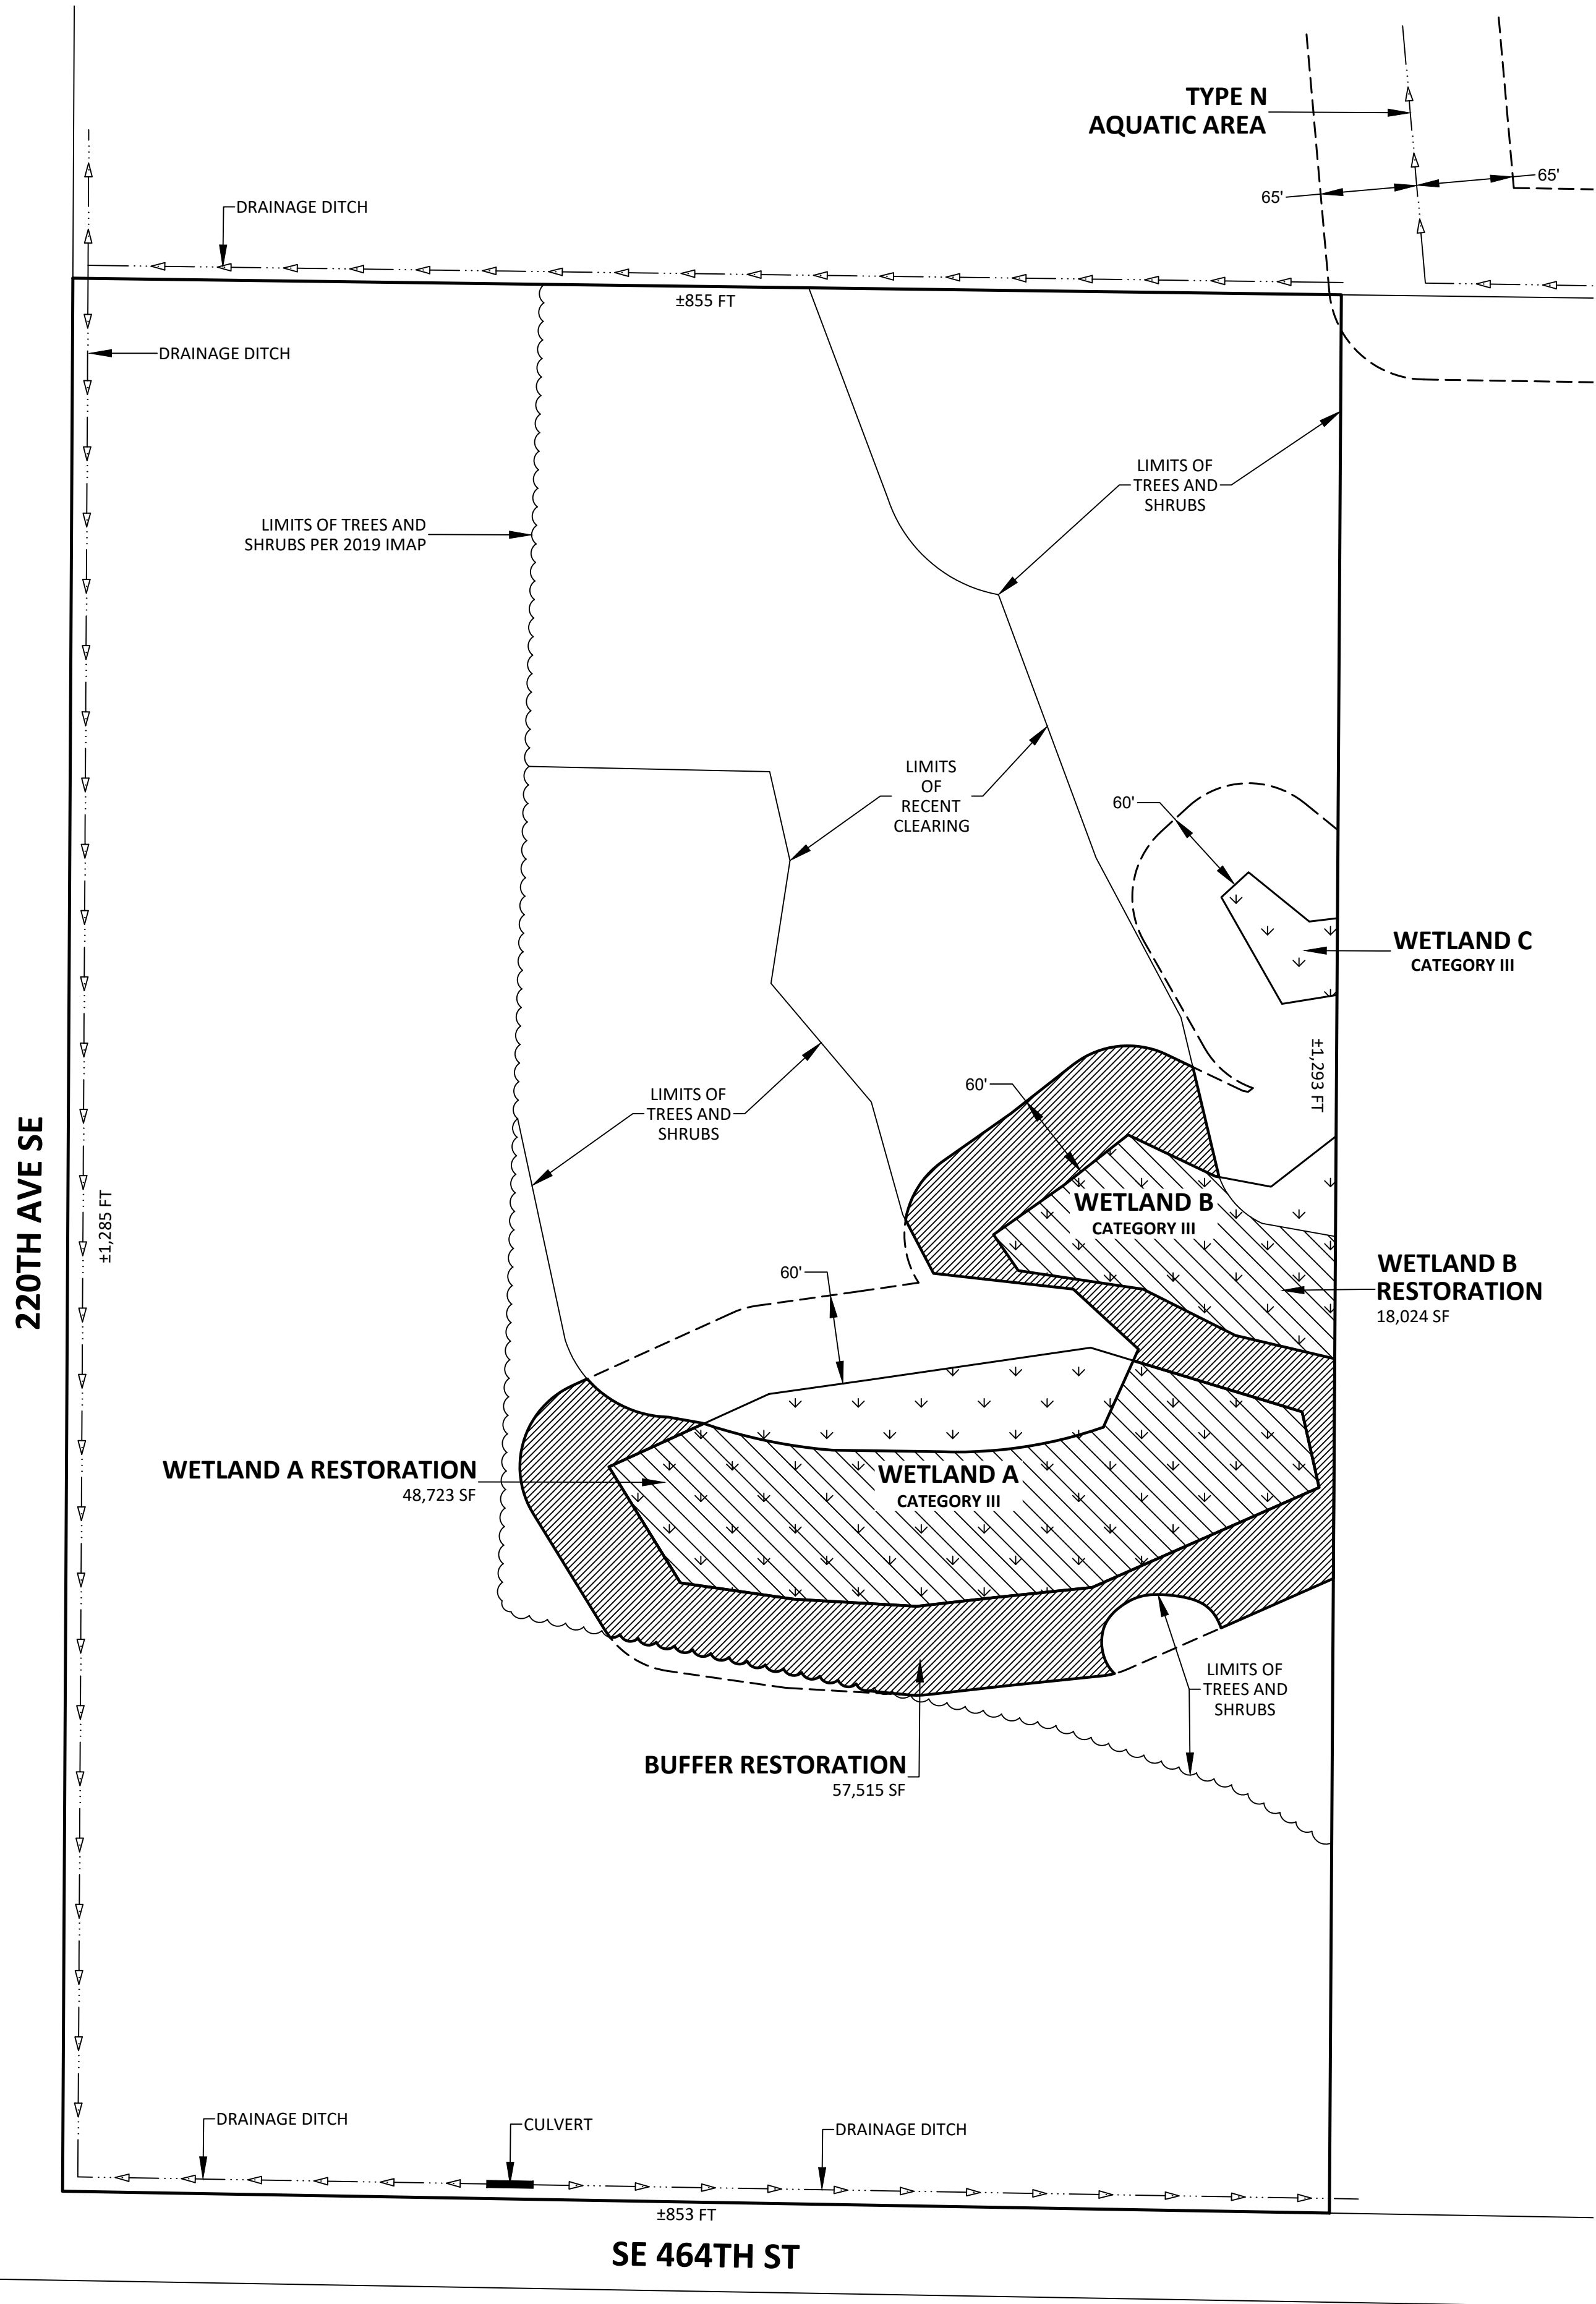 TYPE N
AQUATIC AREA
65'
65'
DRAINAGE DITCH
±855 FT
DRAINAGE DITCH
LIMITS OF
TREES AND
SHRUBS
LIMITS OF TREES AND
SHRUBS PER 2019 IMAP
LIMITS
OF
RECENT
CLEARING
60'
WETLAND C
CATEGORY III
±1,293 FT
60'
LIMITS OF
TREES AND
SHRUBS
220TH AVE SE
±1,285 FT
WETLAND B
CATEGORY III
WETLAND B
RESTORATION
18,024 SF
60'
WETLAND A RESTORATION
48,723 SF
WETLAND A
CATEGORY III
LIMITS OF
TREES AND
SHRUBS
BUFFER RESTORATION
57,515 SF
DRAINAGE DITCH
CULVERT
DRAINAGE DITCH
±853 FT
SE 464TH ST